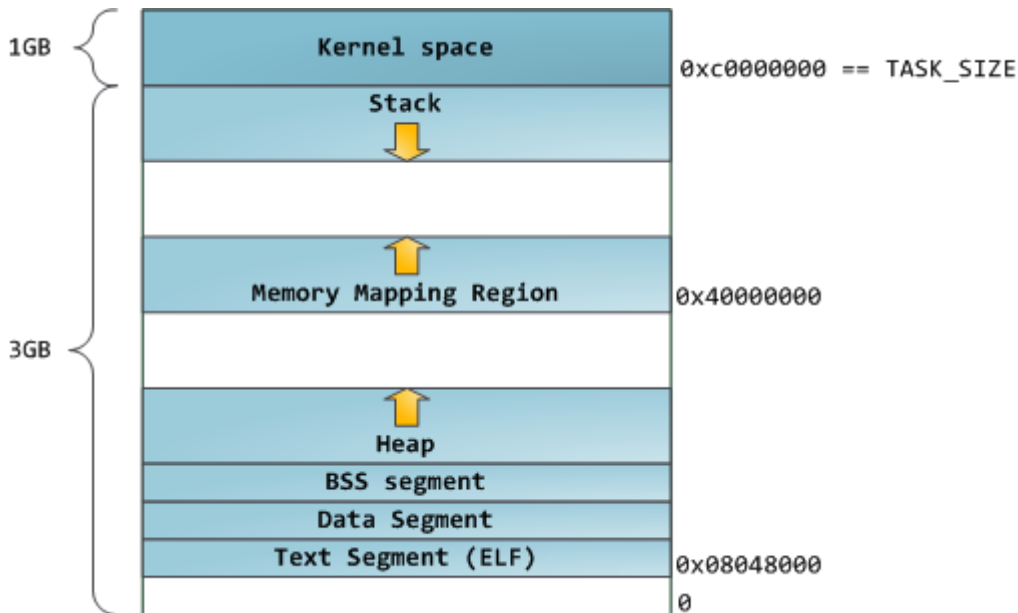 1GB
Kernel space
0xc0000000 == TASK_SIZE
Stack
Memory Mapping Region
0x40000000
3GB
Heap
BSS segment
Data Segment
Text Segment (ELF)
0x08048000
0